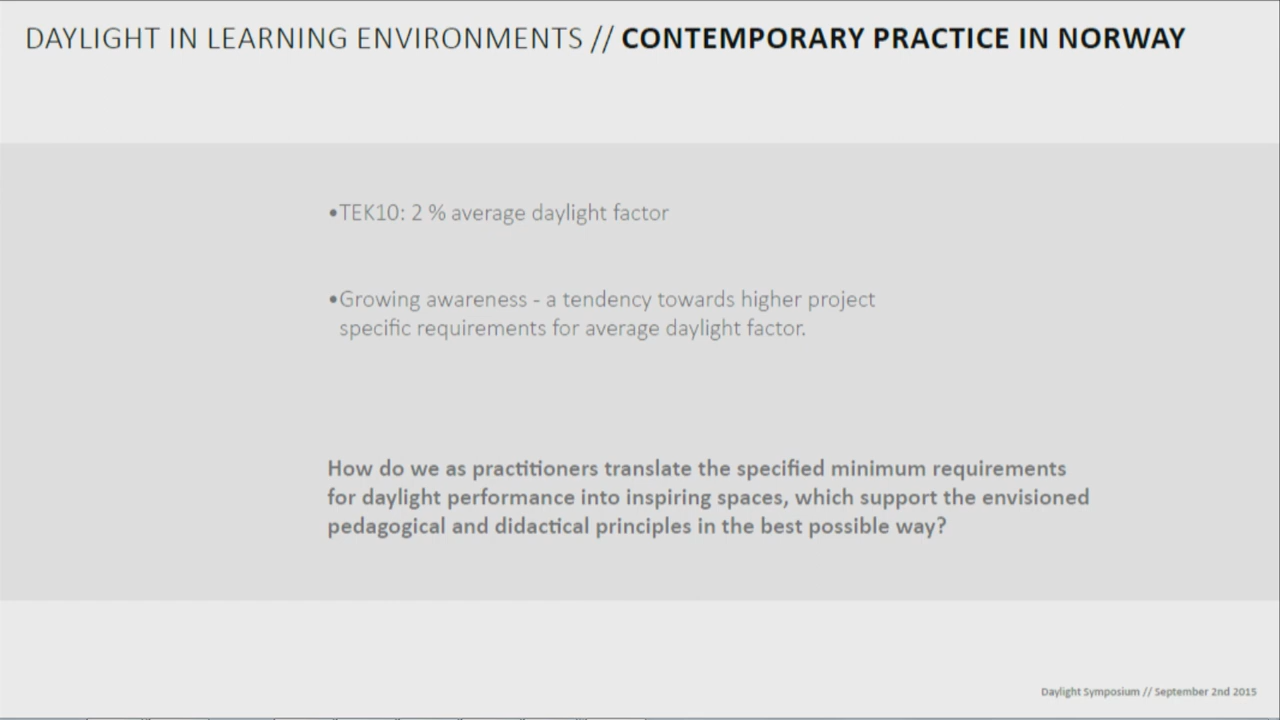 DAYLIGHT IN LEARNING ENVIRONMENTS // CONTEMPORARY PRACTICE IN NORWAY
•TEK10: 2 % average daylight factor
•Growing awareness - a tendency towards higher project
specific requirements for average daylight factor.
How do we as practitioners translate the specified minimum requirements
for daylight performance into inspiring spaces, which support the envisioned
pedagogical and didactical principles in the best possible way?
Daylight Symposium // September 2nd 2015